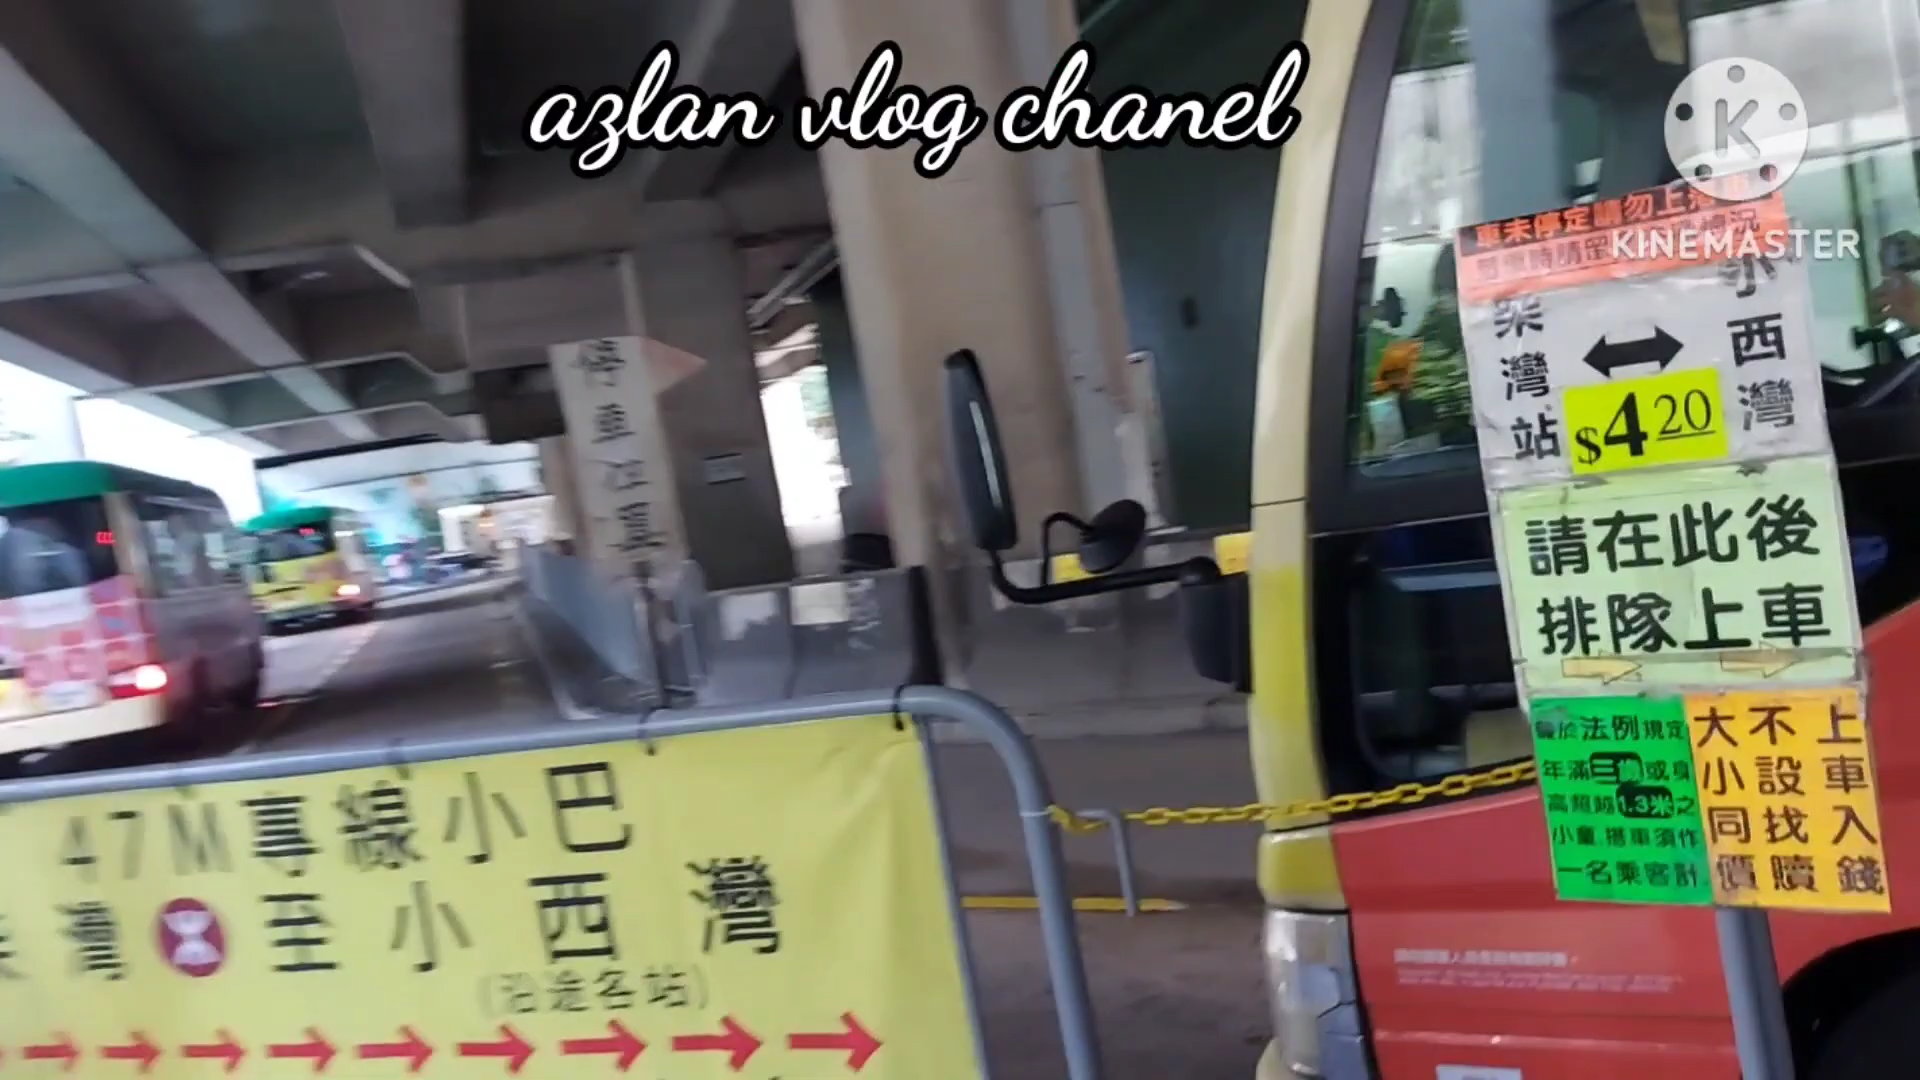 azlan vlog chanel
K
KINEMASTER
車未停定請勿上落
柴灣站
小西灣
$4.20
請在此後
排隊上車
法例規定
年滿三歲或身
高超越1.3米之
小童,搭車須作
一名乘客計
上車入錢
不設找贖
大小同價
47M專線小巴
灣 至小西灣
(沿途各站)